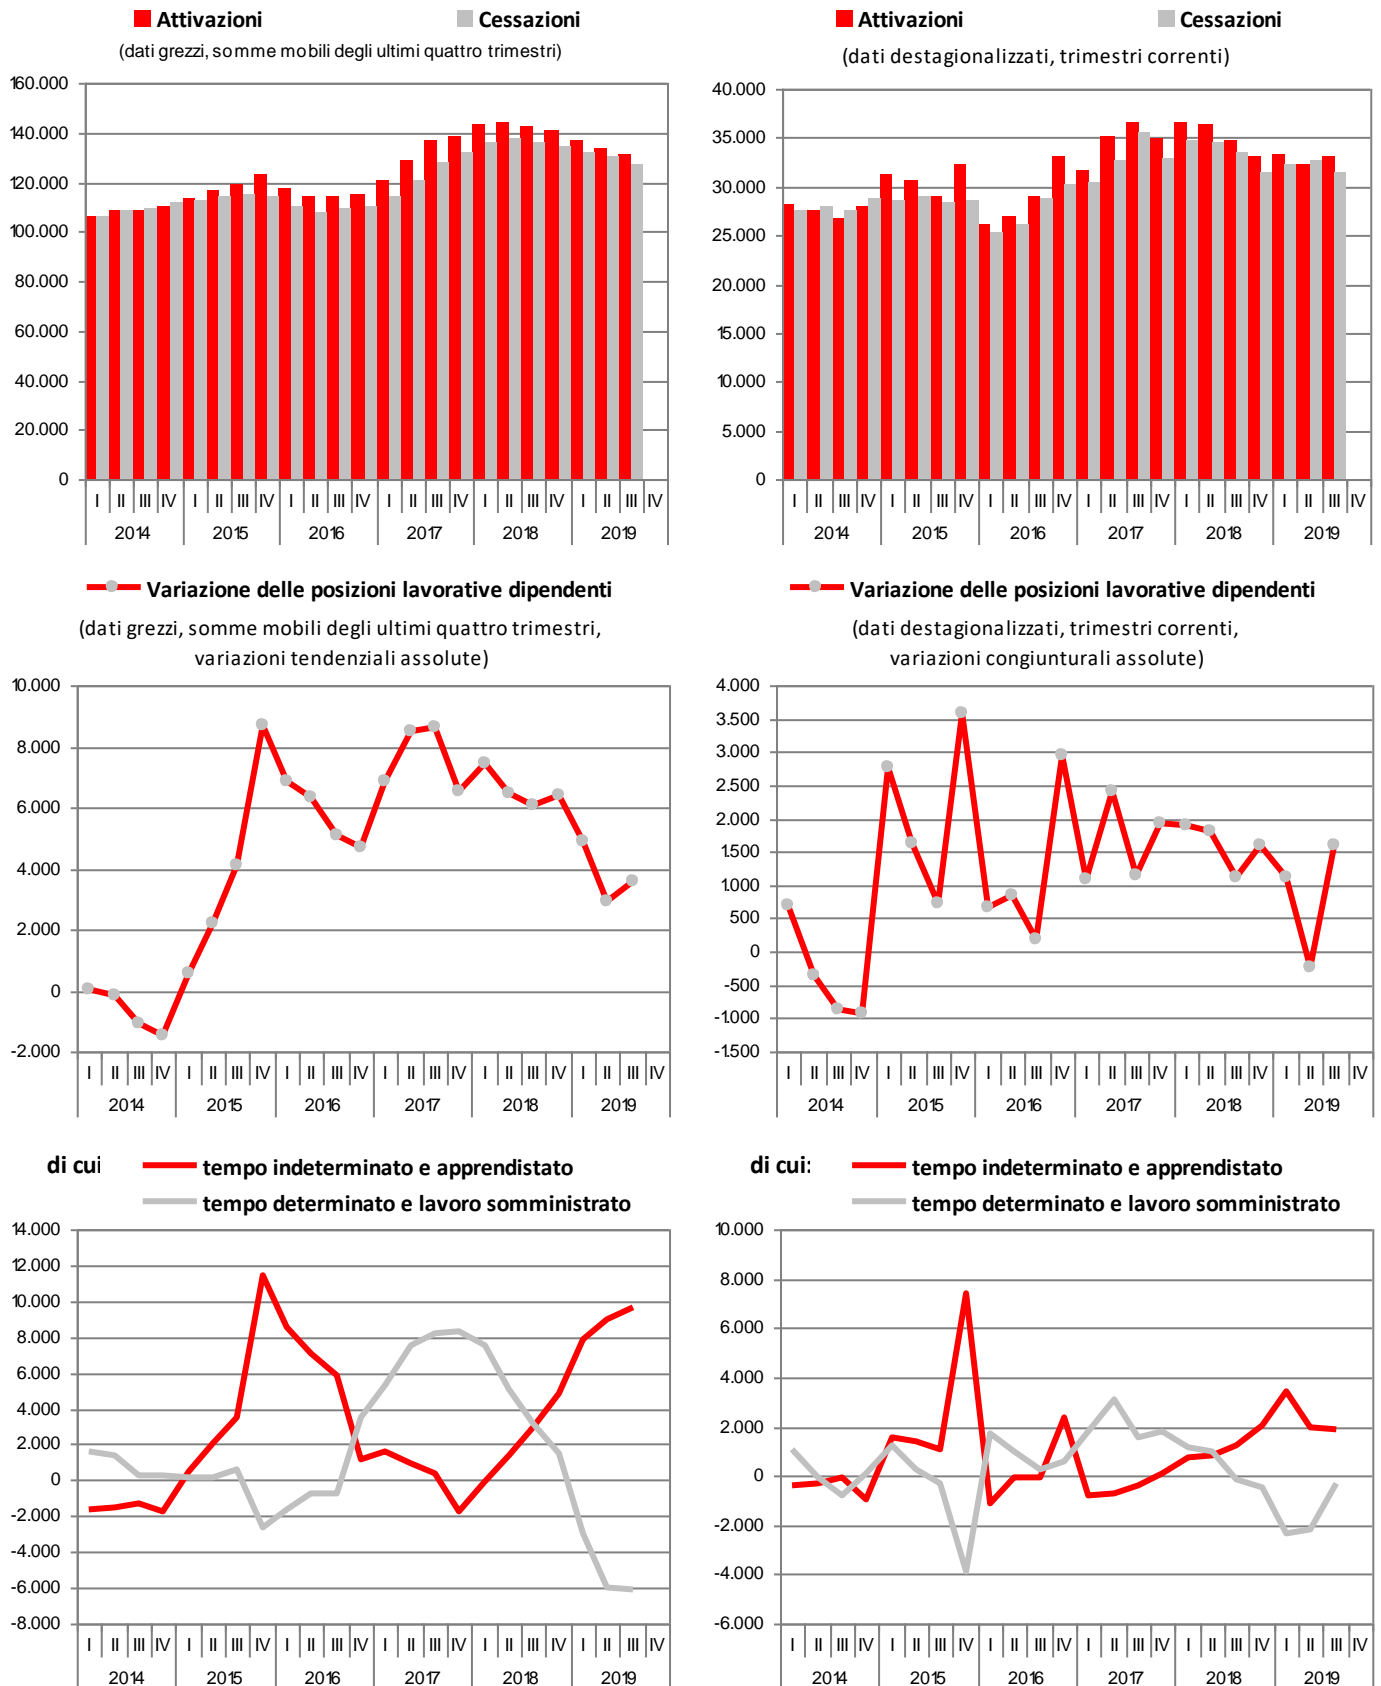 Attivazioni Cessazioni
(dati grezzi, somme mobili degli ultimi quattro trimestri)
160.000
140.000
120.000
100.000
80.000
60.000
40.000
20.000
0
I II III IV I II III IV I II III IV I II III IV I II III IV I II III IV
2014 2015 2016 2017 2018 2019
Attivazioni Cessazioni
(dati destagionalizzati, trimestri correnti)
40.000
35.000
30.000
25.000
20.000
15.000
10.000
5.000
0
I II III IV I II III IV I II III IV I II III IV I II III IV I II III IV
2014 2015 2016 2017 2018 2019
Variazione delle posizioni lavorative dipendenti
(dati grezzi, somme mobili degli ultimi quattro trimestri,
variazioni tendenziali assolute)
10.000
8.000
6.000
4.000
2.000
0
-2.000
I II III IV I II III IV I II III IV I II III IV I II III IV I II III IV
2014 2015 2016 2017 2018 2019
Variazione delle posizioni lavorative dipendenti
(dati destagionalizzati, trimestri correnti,
variazioni congiunturali assolute)
4.000
3.500
3.000
2.500
2.000
1.500
1.000
500
0
-500
-1.000
-1.500
I II III IV I II III IV I II III IV I II III IV I II III IV I II III IV
2014 2015 2016 2017 2018 2019
di cui
tempo indeterminato e apprendistato
tempo determinato e lavoro somministrato
14.000
12.000
10.000
8.000
6.000
4.000
2.000
0
-2.000
-4.000
-6.000
-8.000
I II III IV I II III IV I II III IV I II III IV I II III IV I II III IV
2014 2015 2016 2017 2018 2019
di cui:
tempo indeterminato e apprendistato
tempo determinato e lavoro somministrato
10.000
8.000
6.000
4.000
2.000
0
-2.000
-4.000
-6.000
I II III IV I II III IV I II III IV I II III IV I II III IV I II III IV
2014 2015 2016 2017 2018 2019